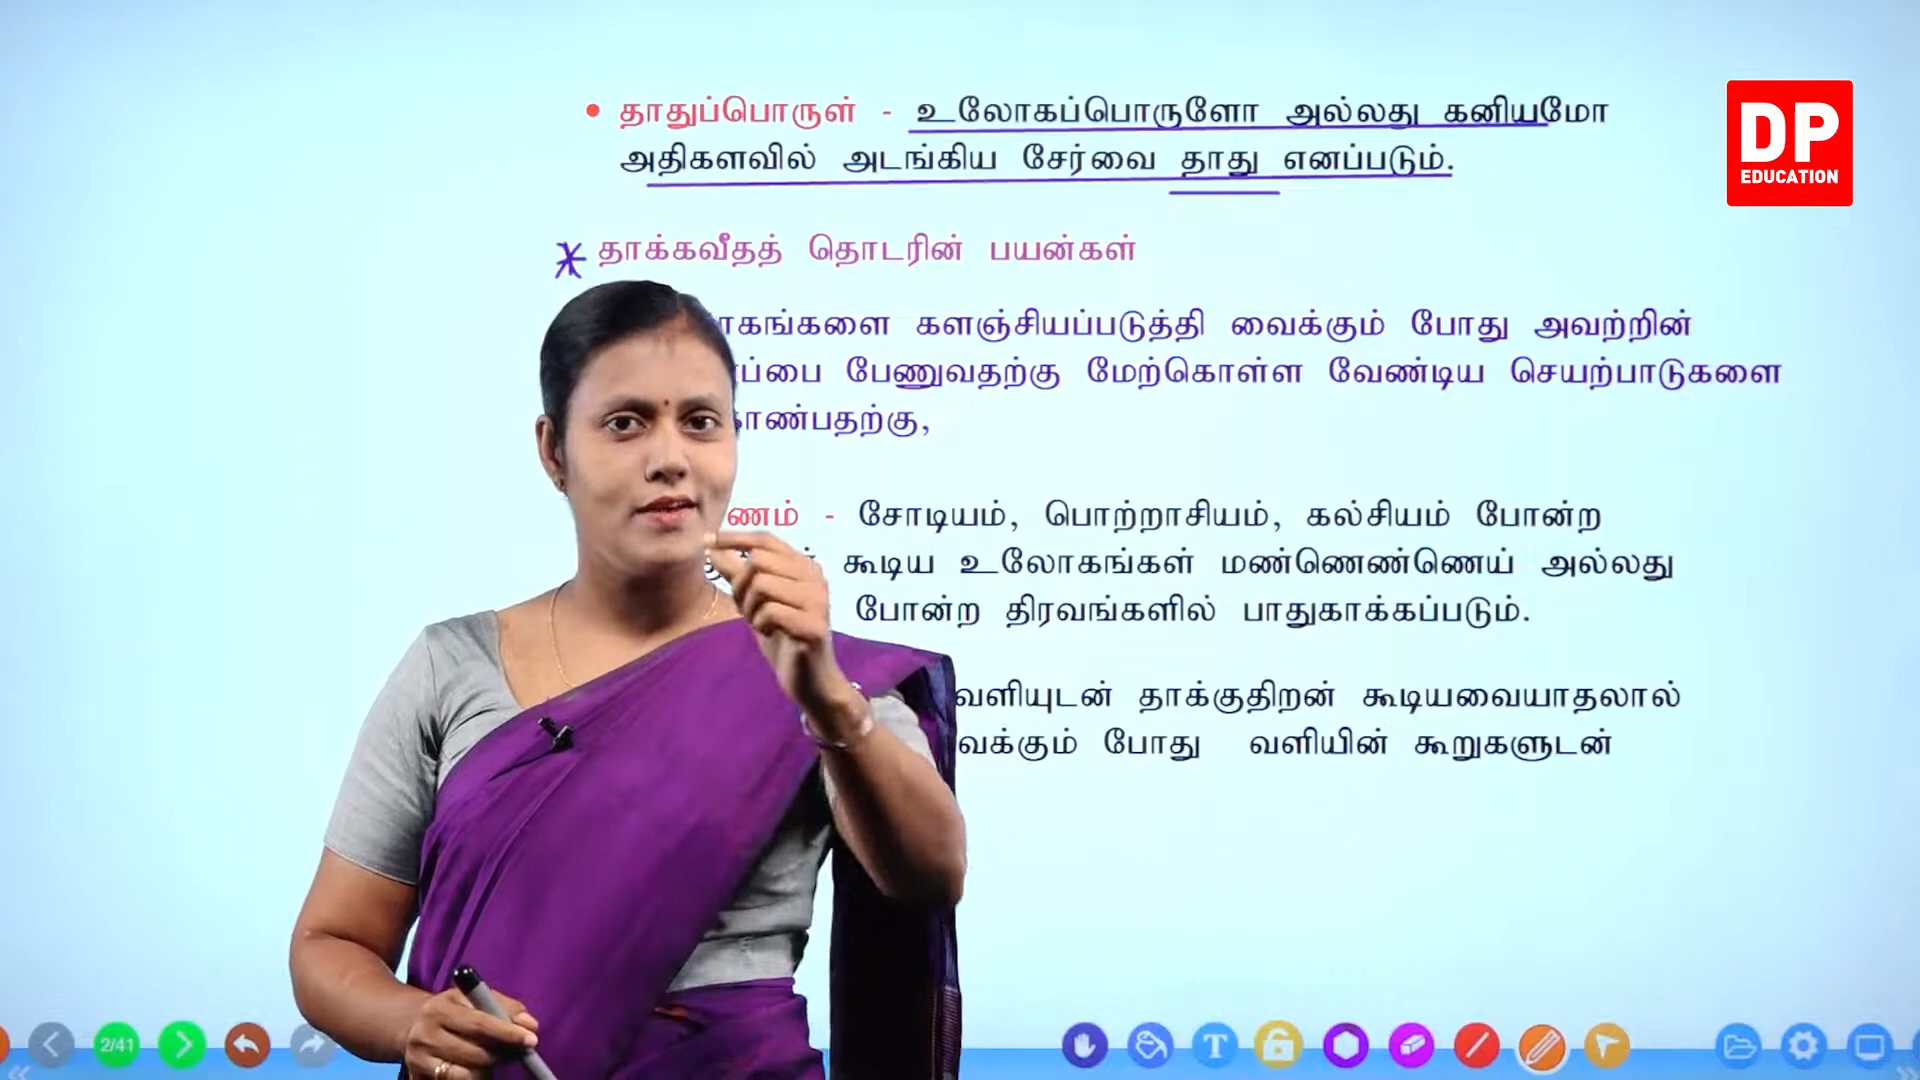 • தாதுப்பொருள் - உலோகப்பொருளோ அல்லது கனியமோ
அதிகளவில் அடங்கிய சேர்வை தாது எனப்படும்.
DP
EDUCATION
* தாக்கவீதத் தொடரின் பயன்கள்
களஞ்சியப்படுத்தி வைக்கும் போது அவற்றின்
பேணுவதற்கு மேற்கொள்ள வேண்டிய செயற்பாடுகளை
- சோடியம், பொற்றாசியம், கல்சியம் போன்ற
கூடிய உலோகங்கள் மண்ணெண்ணெய் அல்லது
போன்ற திரவங்களில் பாதுகாக்கப்படும்.
வளியுடன் தாக்குதிறன் கூடியவையாதலால்
போது வளியின் கூறுகளுடன்
2/41